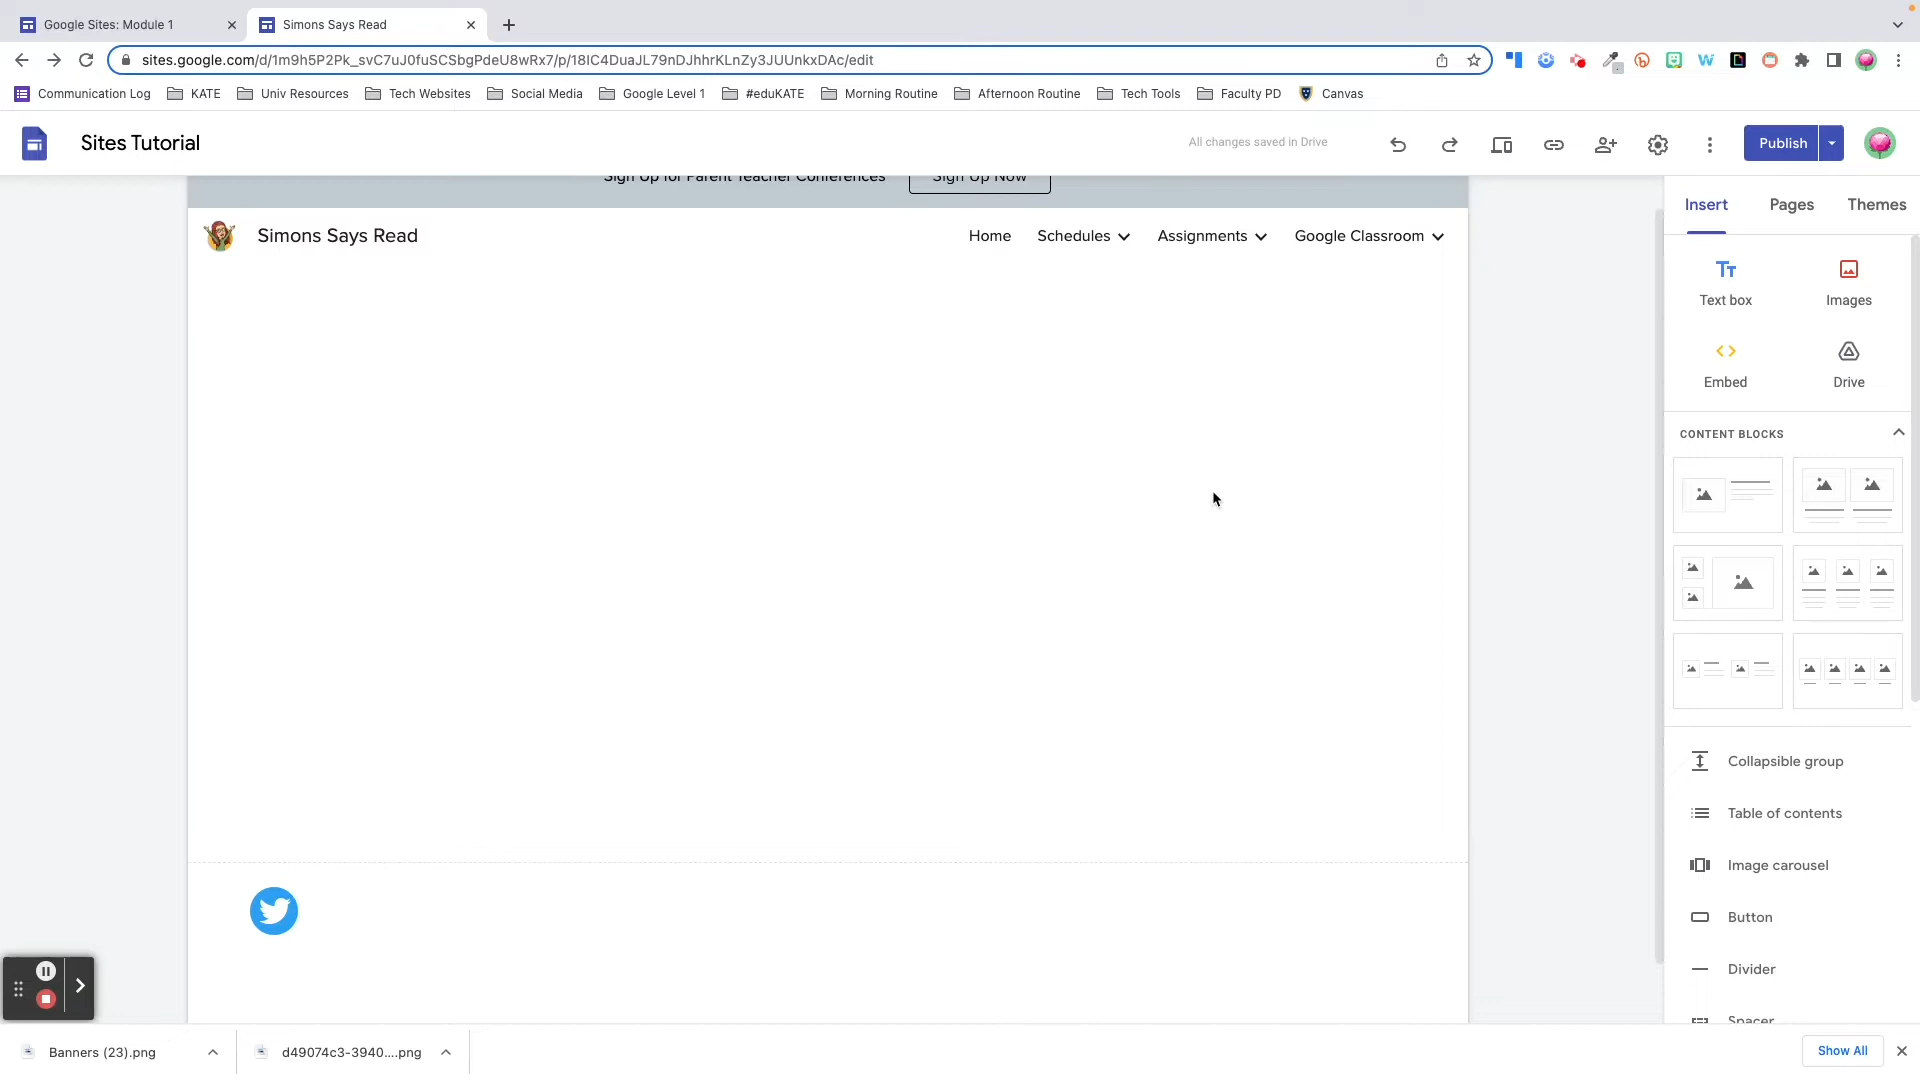 Google Sites: Module 1
Simons Says Read
sites.google.com/d/1m9h5P2Pk_svC7uJ0fuSCSbgPdeU8wRx7/p/18IC4DuaJL79nDJhhrKLnZy3JUUnkxDAc/edit
Communication Log KATE Univ Resources Tech Websites Social Media Google Level 1 #eduKATE Morning Routine Afternoon Routine Tech Tools Faculty PD Canvas
Sites Tutorial
All changes saved in Drive
Publish
Sign Up for Parent Teacher Conferences
Sign Up Now
Simons Says Read
Home Schedules Assignments Google Classroom
Insert Pages Themes
Text box Images
Embed Drive
CONTENT BLOCKS
Collapsible group
Table of contents
Image carousel
Button
Divider
Spacer
Banners (23).png
d49074c3-3940....png
Show All